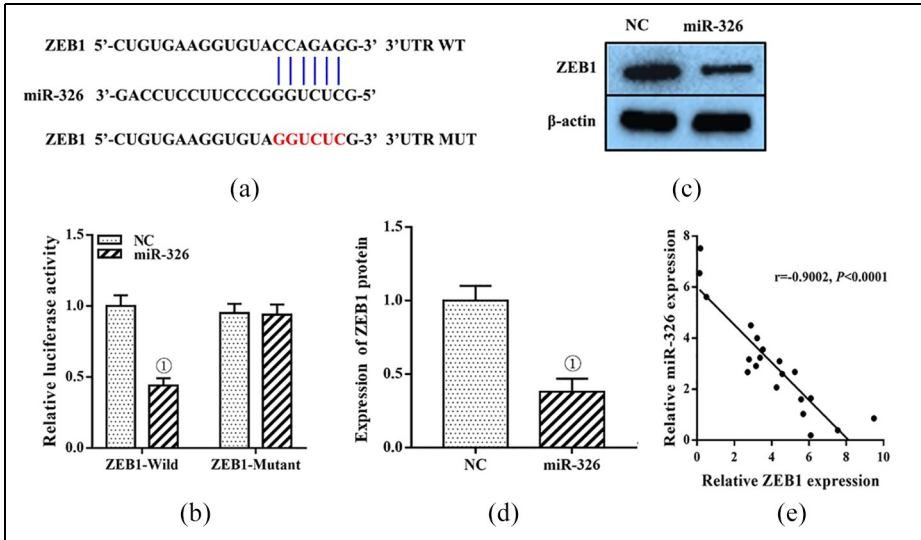 ZEB1 5’-CUGUGAAGGUGUACCAGAGG-3’ 3’UTR WT
miR-326 3’-GACCUCCUUCCCGGGUCUCG-5’
ZEB1 5’-CUGUGAAGGUGUAGGUCUCG-3’ 3’UTR MUT
(a)
NC miR-326
ZEB1
β-actin
(c)
Relative luciferase activity
1.5
1.0
0.5
0.0
NC
miR-326
①
ZEB1-Wild ZEB1-Mutant
(b)
Expression of ZEB1 protein
1.5
1.0
0.5
0.0
①
NC miR-326
(d)
Relative miR-326 expression
8
6
4
2
0
r=-0.9002, P<0.0001
0 2 4 6 8 10
Relative ZEB1 expression
(e)